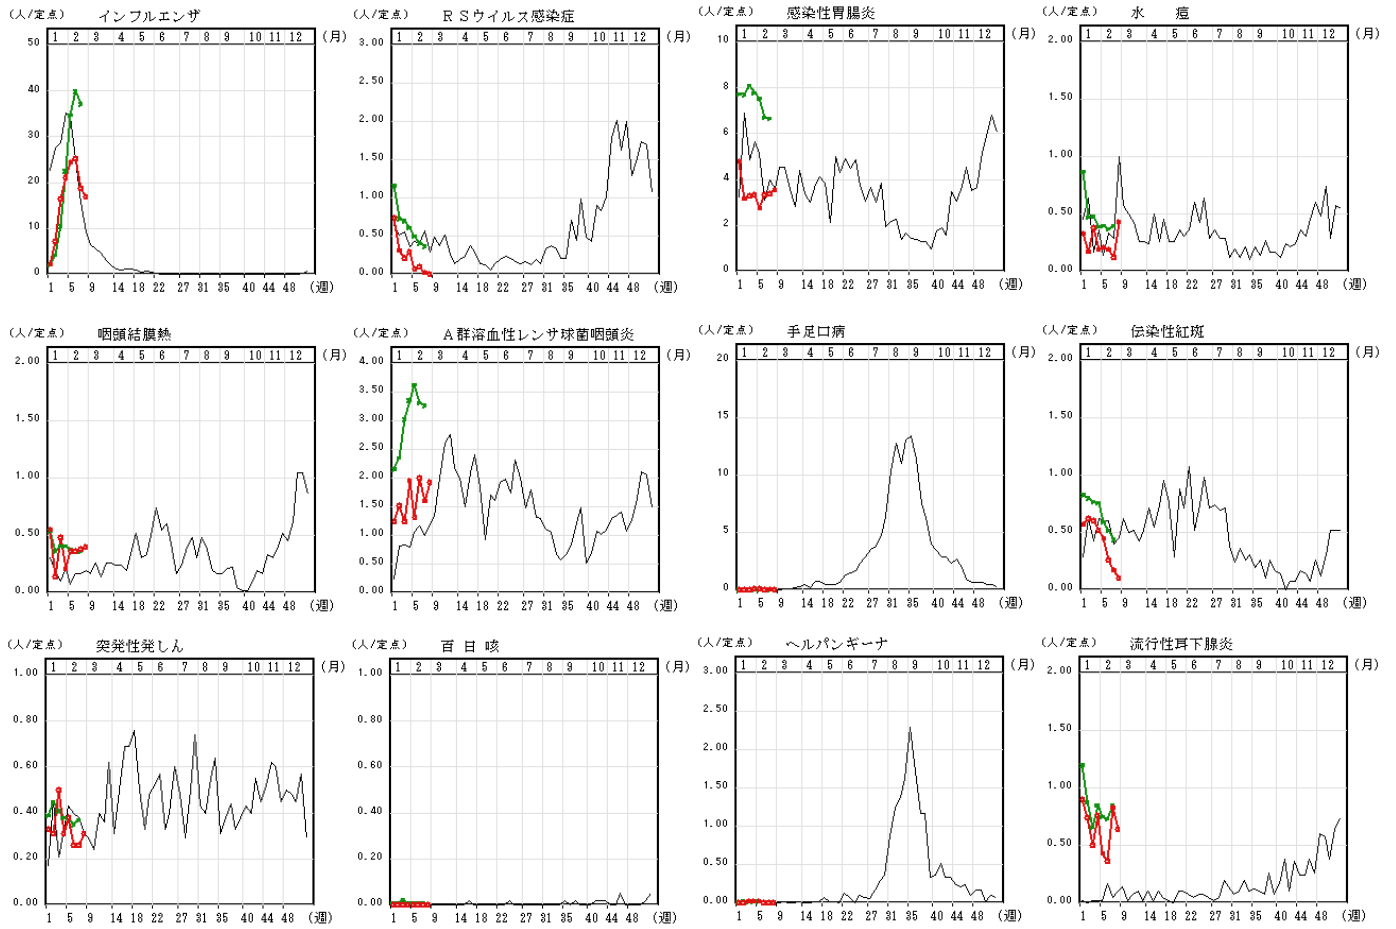 (人/定点) インフルエンザ
1 2 3 4 5 6 7 8 9 10 11 12 (月)
50
40
30
20
10
0
1 5 9 14 18 22 27 31 35 40 44 48 (週)
(人/定点) ＲＳウイルス感染症
1 2 3 4 5 6 7 8 9 10 11 12 (月)
3.00
2.50
2.00
1.50
1.00
0.50
0.00
1 5 9 14 18 22 27 31 35 40 44 48 (週)
(人/定点) 感染性胃腸炎
1 2 3 4 5 6 7 8 9 10 11 12 (月)
10
8
6
4
2
0
1 5 9 14 18 22 27 31 35 40 44 48 (週)
(人/定点) 水 痘
1 2 3 4 5 6 7 8 9 10 11 12 (月)
2.00
1.50
1.00
0.50
0.00
1 5 9 14 18 22 27 31 35 40 44 48 (週)
(人/定点) 咽頭結膜熱
1 2 3 4 5 6 7 8 9 10 11 12 (月)
2.00
1.50
1.00
0.50
0.00
1 5 9 14 18 22 27 31 35 40 44 48 (週)
(人/定点) Ａ群溶血性レンサ球菌咽頭炎
1 2 3 4 5 6 7 8 9 10 11 12 (月)
4.00
3.50
3.00
2.50
2.00
1.50
1.00
0.50
0.00
1 5 9 14 18 22 27 31 35 40 44 48 (週)
(人/定点) 手足口病
1 2 3 4 5 6 7 8 9 10 11 12 (月)
20
15
10
5
0
1 5 9 14 18 22 27 31 35 40 44 48 (週)
(人/定点) 伝染性紅斑
1 2 3 4 5 6 7 8 9 10 11 12 (月)
2.00
1.50
1.00
0.50
0.00
1 5 9 14 18 22 27 31 35 40 44 48 (週)
(人/定点) 突発性発しん
1 2 3 4 5 6 7 8 9 10 11 12 (月)
1.00
0.80
0.60
0.40
0.20
0.00
1 5 9 14 18 22 27 31 35 40 44 48 (週)
(人/定点) 百 日 咳
1 2 3 4 5 6 7 8 9 10 11 12 (月)
1.00
0.80
0.60
0.40
0.20
0.00
1 5 9 14 18 22 27 31 35 40 44 48 (週)
(人/定点) ヘルパンギーナ
1 2 3 4 5 6 7 8 9 10 11 12 (月)
3.00
2.50
2.00
1.50
1.00
0.50
0.00
1 5 9 14 18 22 27 31 35 40 44 48 (週)
(人/定点) 流行性耳下腺炎
1 2 3 4 5 6 7 8 9 10 11 12 (月)
2.00
1.50
1.00
0.50
0.00
1 5 9 14 18 22 27 31 35 40 44 48 (週)